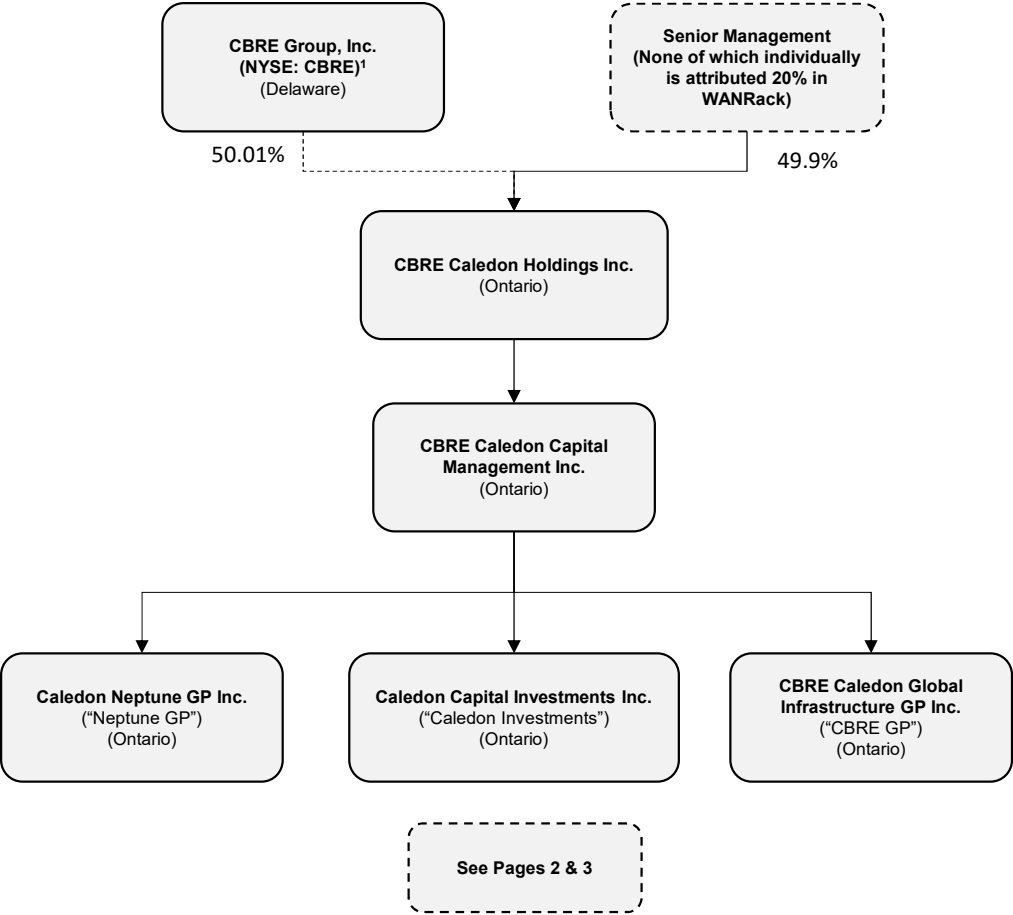 CBRE Group, Inc.
(NYSE: CBRE)¹
(Delaware)
Senior Management
(None of which individually
is attributed 20% in
WANRack)
50.01%
49.9%
CBRE Caledon Holdings Inc.
(Ontario)
CBRE Caledon Capital
Management Inc.
(Ontario)
Caledon Neptune GP Inc.
(“Neptune GP”)
(Ontario)
Caledon Capital Investments Inc.
(“Caledon Investments”)
(Ontario)
CBRE Caledon Global
Infrastructure GP Inc.
(“CBRE GP”)
(Ontario)
See Pages 2 & 3